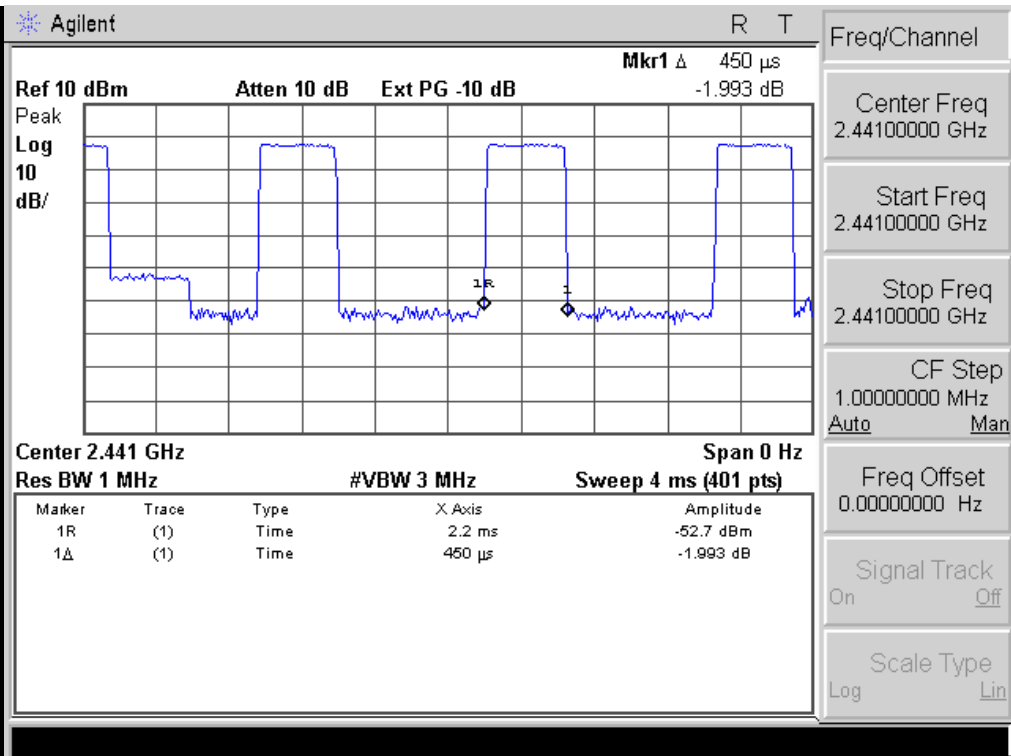 Agilent R T
Mkr1 Δ 450 µs
Ref 10 dBm Atten 10 dB Ext PG -10 dB -1.993 dB
Peak
Log
10
dB/
1R
1
Center 2.441 GHz Span 0 Hz
Res BW 1 MHz #VBW 3 MHz Sweep 4 ms (401 pts)
Marker Trace Type X Axis Amplitude
1R (1) Time 2.2 ms -52.7 dBm
1Δ (1) Time 450 µs -1.993 dB
Freq/Channel
Center Freq
2.44100000 GHz
Start Freq
2.44100000 GHz
Stop Freq
2.44100000 GHz
CF Step
1.00000000 MHz
Auto Man
Freq Offset
0.00000000 Hz
Signal Track
On Off
Scale Type
Log Lin